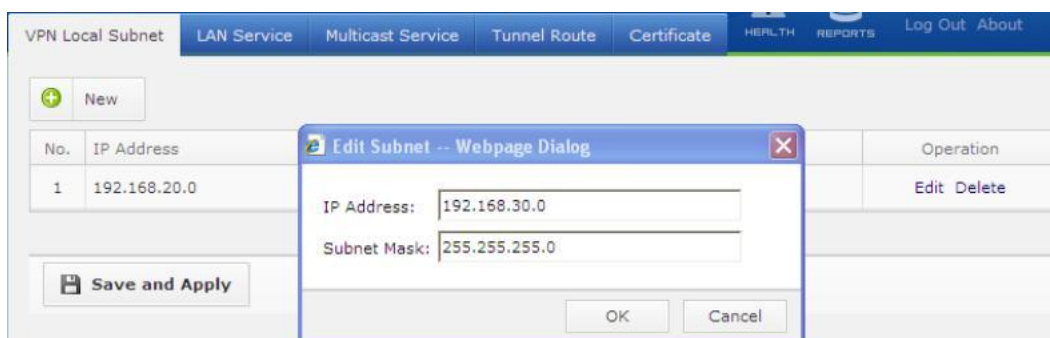 VPN Local Subnet LAN Service Multicast Service Tunnel Route Certificate HEALTH REPORTS Log Out About
New
No. IP Address Operation
1 192.168.20.0 Edit Delete
Edit Subnet -- Webpage Dialog
IP Address: 192.168.30.0
Subnet Mask: 255.255.255.0
Save and Apply
OK Cancel